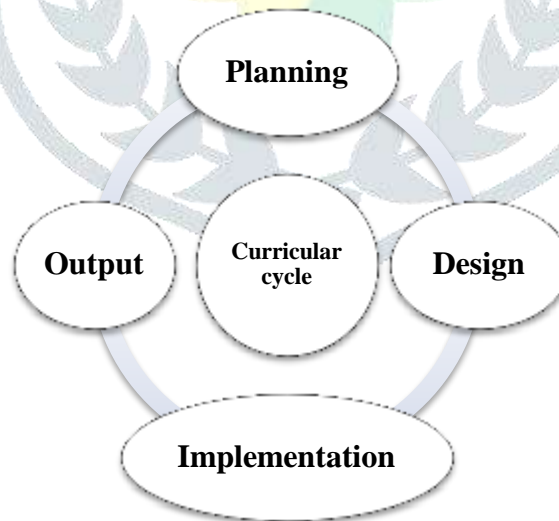 Planning
Output
Curricular
cycle
Design
Implementation